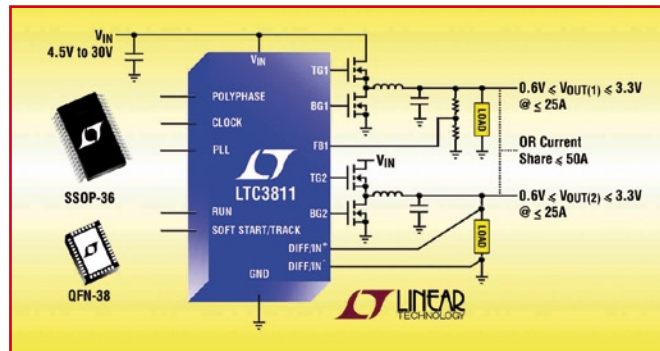 VIN
4.5V to 30V
VIN
TG1
POLYPHASE
BG1
CLOCK
PLL
FB1
LTC3811
0.6V ≤ VOUT(1) ≤ 3.3V
@ ≤ 25A
LOAD
OR Current
Share ≤ 50A
VIN
TG2
0.6V ≤ VOUT(2) ≤ 3.3V
@ ≤ 25A
BG2
RUN
SOFT START/TRACK
DIFF/IN+
DIFF/IN-
LOAD
GND
SSOP-36
QFN-38
LINEAR
TECHNOLOGY